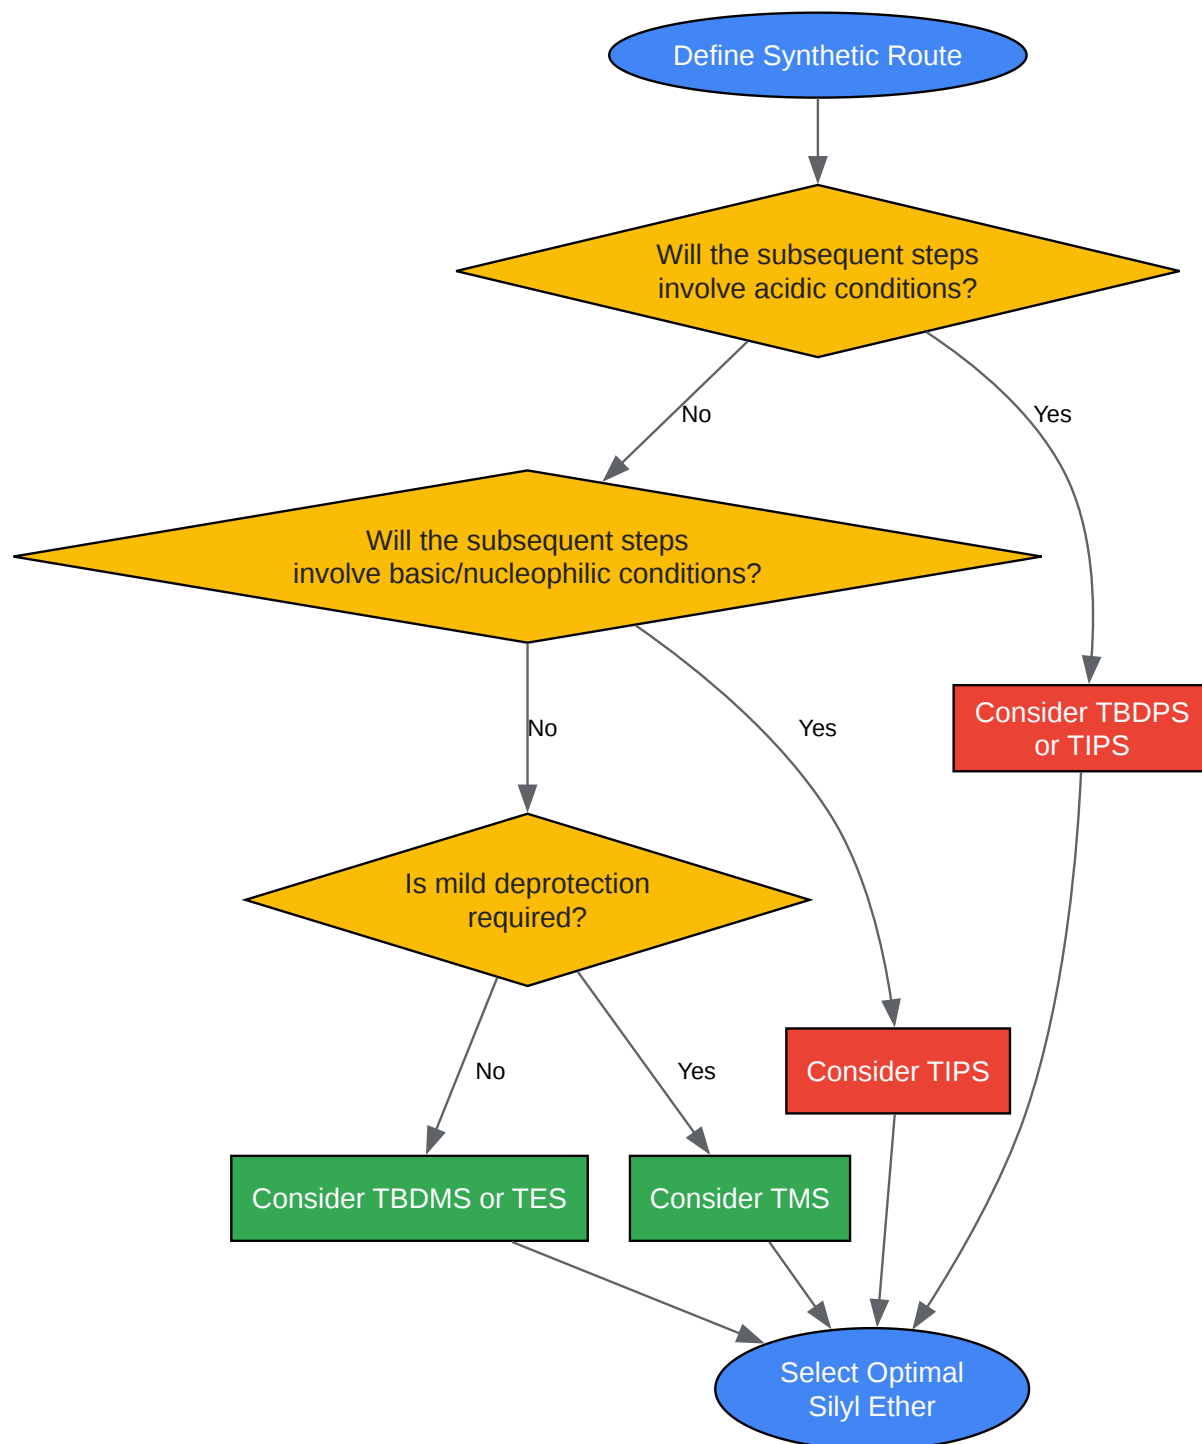 Define Synthetic Route
Will the subsequent steps
involve acidic conditions?
No
Yes
Will the subsequent steps
involve basic/nucleophilic conditions?
No
Yes
Consider TBDPS
or TIPS
Is mild deprotection
required?
No
Yes
Consider TIPS
Consider TBDMS or TES
Consider TMS
Select Optimal
Silyl Ether